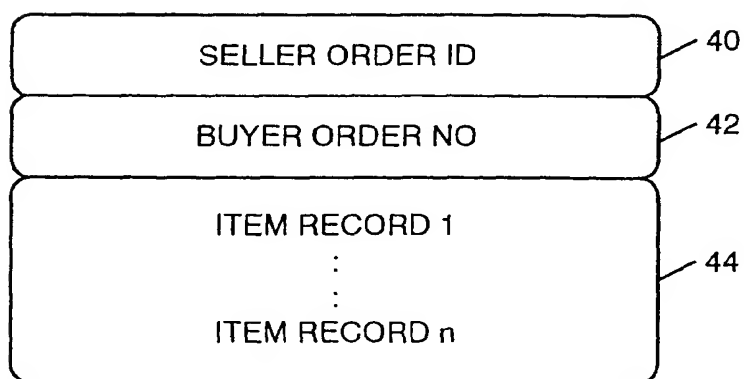 SELLER ORDER ID
40
BUYER ORDER NO
42
ITEM RECORD 1
:
:
44
ITEM RECORD n